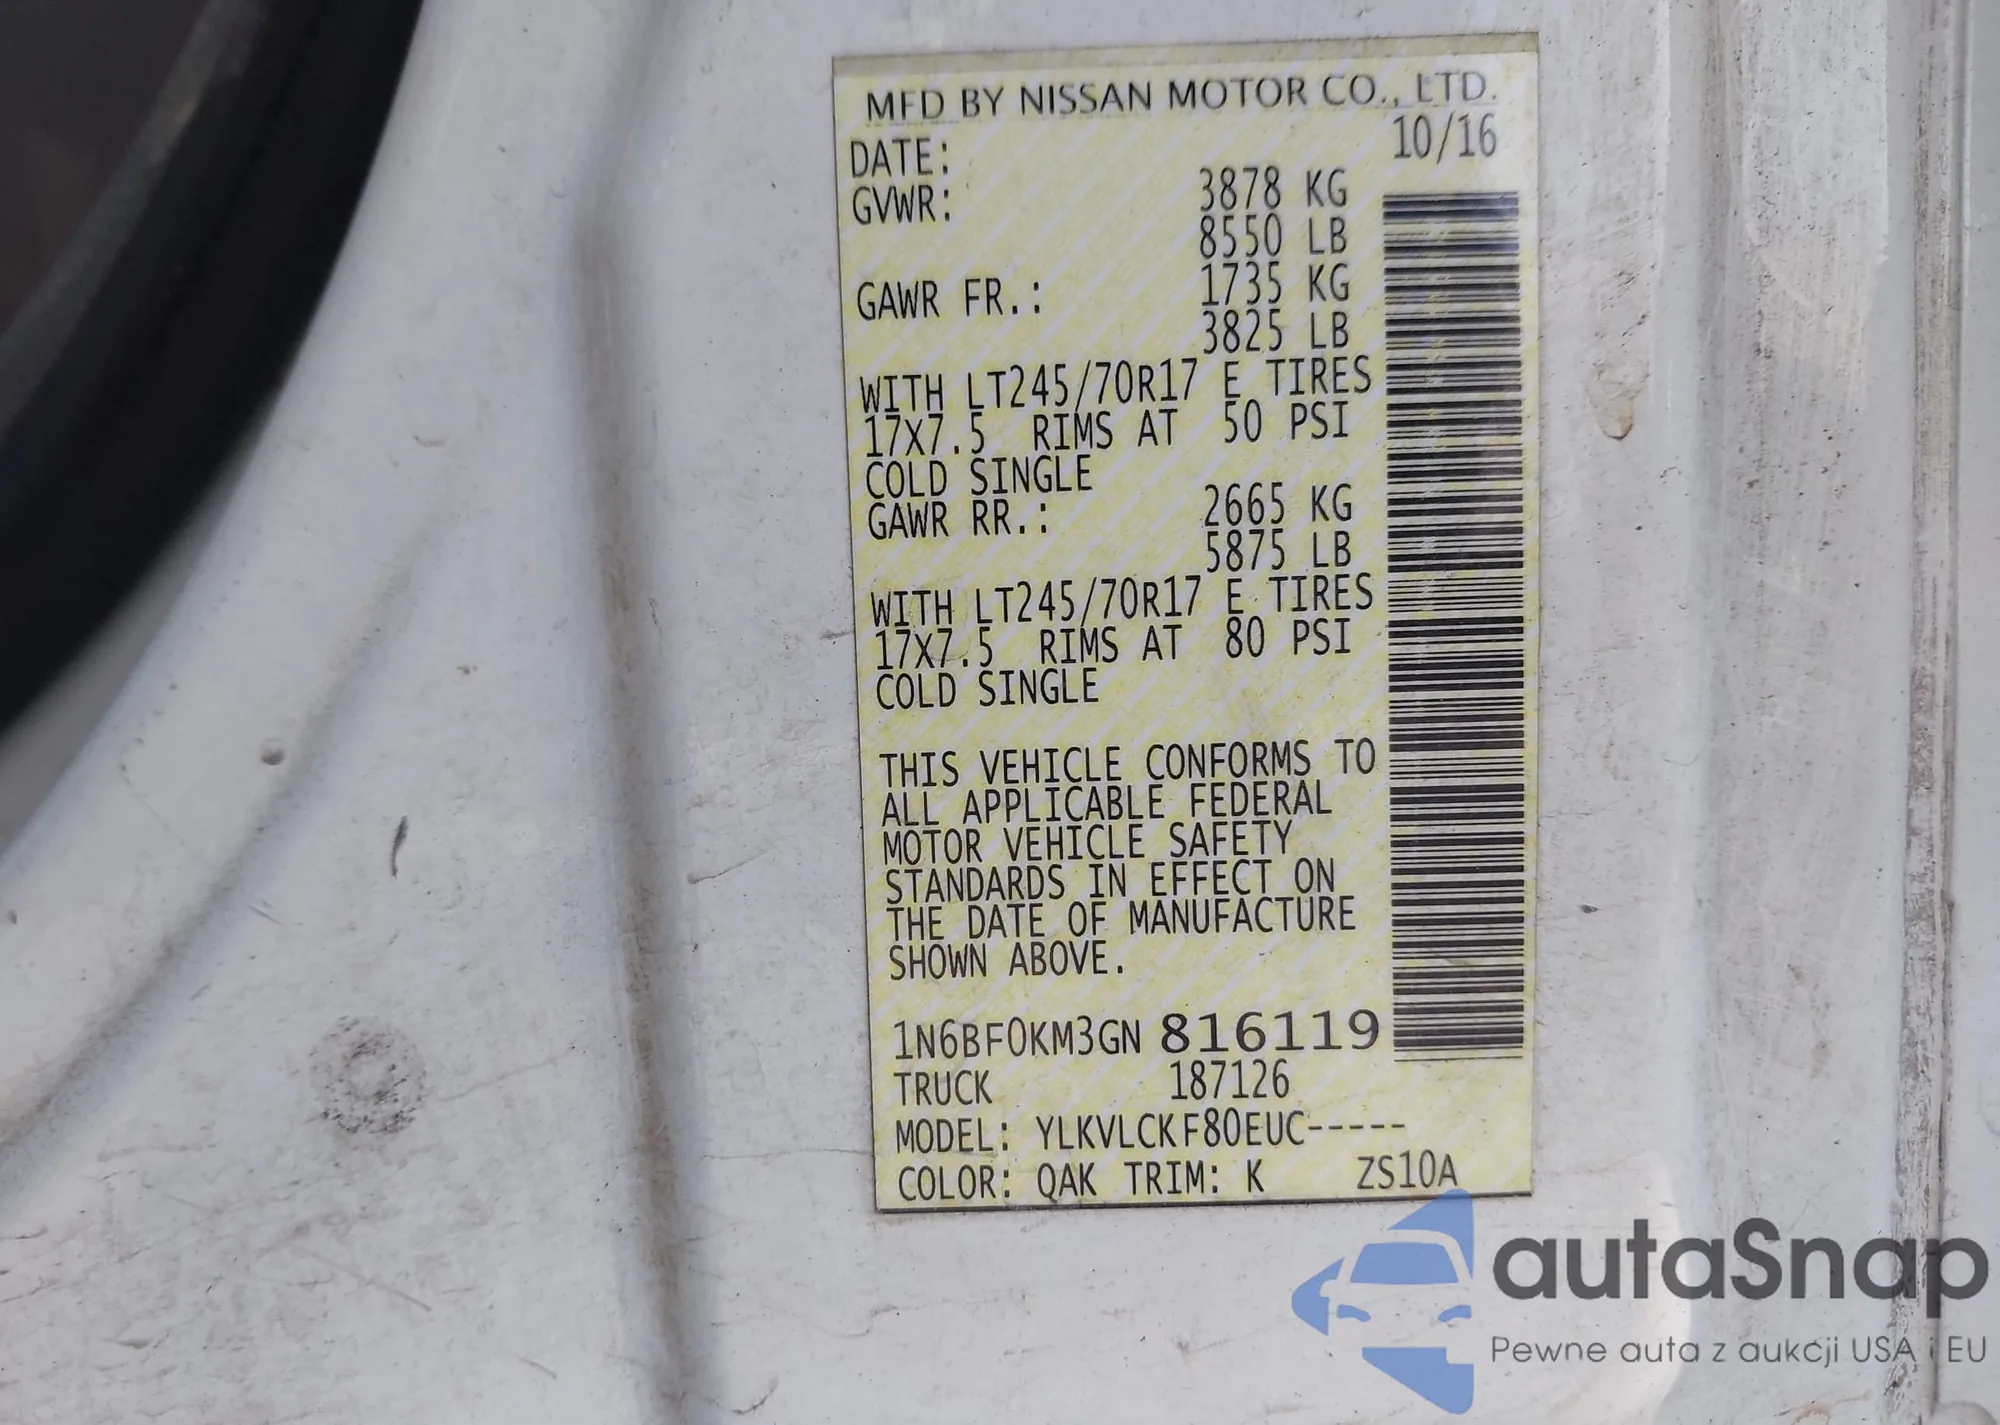 MFD BY NISSAN MOTOR CO., LTD.
DATE: 10/16
GVWR: 3878 KG
8550 LB
GAWR FR.: 1735 KG
3825 LB
WITH LT245/70R17 E TIRES
17X7.5 RIMS AT 50 PSI
COLD SINGLE
GAWR RR.: 2665 KG
5875 LB
WITH LT245/70R17 E TIRES
17X7.5 RIMS AT 80 PSI
COLD SINGLE
THIS VEHICLE CONFORMS TO
ALL APPLICABLE FEDERAL
MOTOR VEHICLE SAFETY
STANDARDS IN EFFECT ON
THE DATE OF MANUFACTURE
SHOWN ABOVE.
1N6BF0KM3GN 816119
TRUCK 187126
MODEL: YLKVLCKF80EUC-----
COLOR: QAK TRIM: K ZS10A
autaSnap
Pewne auta z aukcji USA i EU